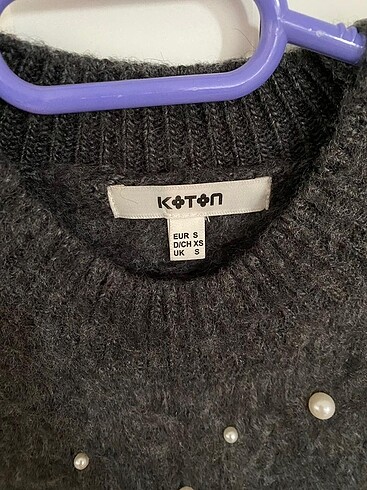 KOTON
EUR S
D/CH XS
UK S